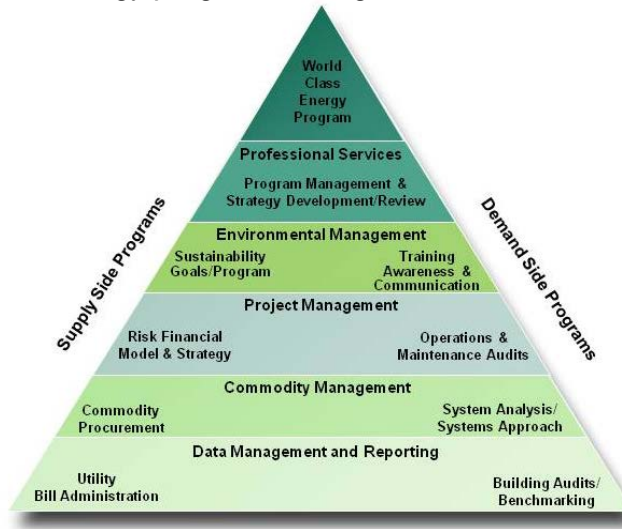 World
Class
Energy
Program
Professional Services
Program Management &
Strategy Development/Review
Environmental Management
Sustainability
Goals/Program
Training
Awareness &
Communication
Project Management
Risk Financial
Model & Strategy
Operations &
Maintenance Audits
Commodity Management
Commodity
Procurement
System Analysis/
Systems Approach
Data Management and Reporting
Utility
Bill Administration
Building Audits/
Benchmarking
Supply Side Programs
Demand Side Programs